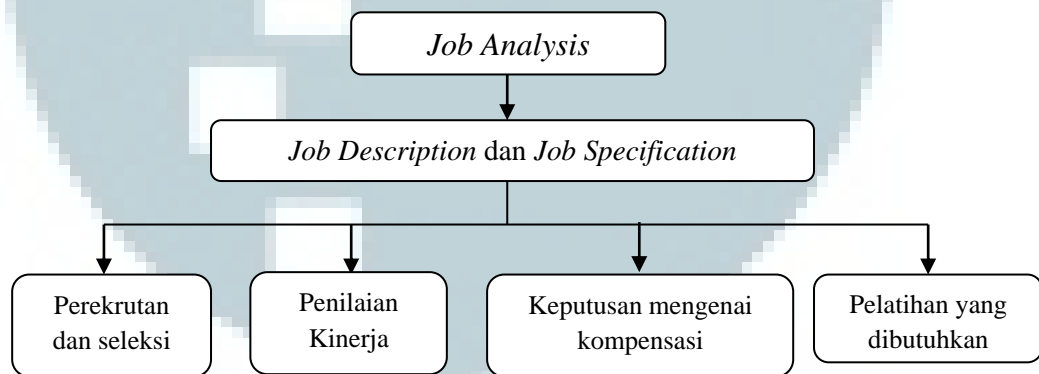 Job Analysis
Job Description dan Job Specification
Perekrutan
dan seleksi
Penilaian
Kinerja
Keputusan mengenai
kompensasi
Pelatihan yang
dibutuhkan